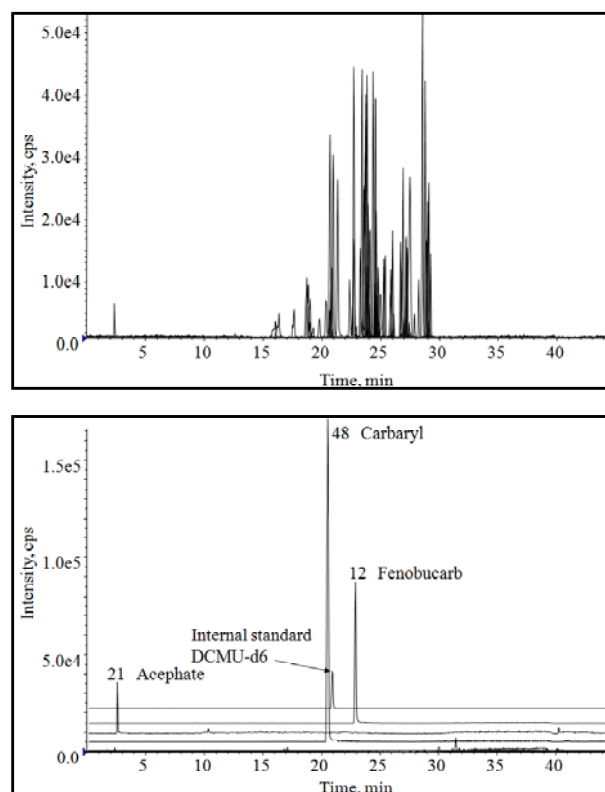 5.0e4
4.0e4
3.0e4
2.0e4
1.0e4
0.0
Intensity, cps
5 10 15 20 25 30 35 40
Time, min
48 Carbaryl
1.5e5
1.0e5
12 Fenobucarb
Internal standard
DCMU-d6
21 Acephate
5.0e4
0.0
Intensity, cps
5 10 15 20 25 30 35 40
Time, min